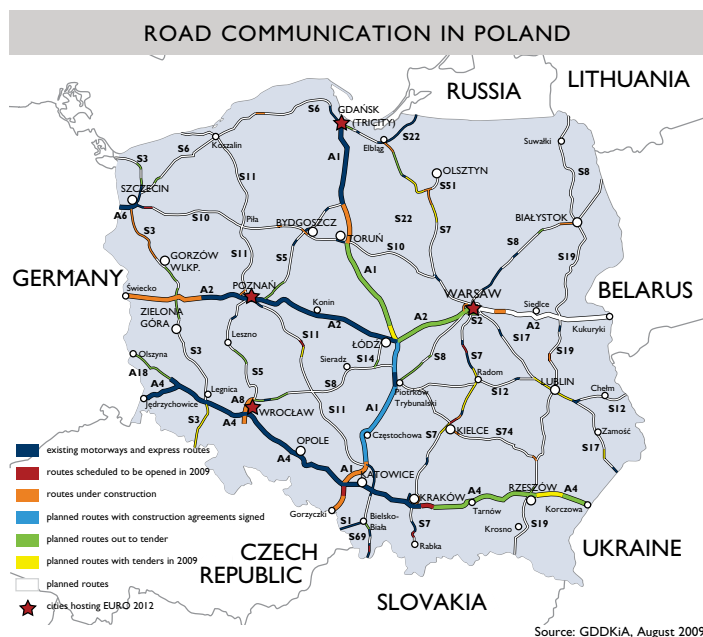 ROAD COMMUNICATION IN POLAND
LITHUANIA
RUSSIA
S6
GDAŃSK
(TRICITY)
S22
Elbląg
Suwałki
Koszalin
S6
S3
A1
OLSZTYN
S51
S8
S11
SZCZECIN
A6
S10
Piła
BYDGOSZCZ
TORUŃ
S22
S7
BIAŁYSTOK
S3
S10
S8
S11
S5
S19
GORZÓW
WLKP.
A1
GERMANY
BELARUS
Świecko
A2
POZNAŃ
Konin
WARSAW
Siedlce
A2
A2
S2
A2
Kukuryki
ZIELONA
GÓRA
S11
ŁÓDŹ
S17
Leszno
S7
S19
Olszyna
S3
Sieradz
S14
S8
A18
S5
Radom
A4
Legnica
S8
LUBLIN
Chełm
Jędrzychowice
A8
Piotrków
Trybunalski
S12
S12
S3
WROCŁAW
S11
A1
A4
Zamość
OPOLE
Częstochowa
S7
KIELCE
S74
S17
A4
A1
KATOWICE
RZESZÓW
A4
KRAKÓW
A4
Gorzyczki
Tarnów
Korczowa
S1
Bielsko-
Biała
S7
Krosno
S19
S69
Rabka
CZECH
REPUBLIC
UKRAINE
SLOVAKIA
existing motorways and express routes
routes scheduled to be opened in 2009
routes under construction
planned routes with construction agreements signed
planned routes out to tender
planned routes with tenders in 2009
planned routes
cities hosting EURO 2012
Source: GDDKiA, August 2009